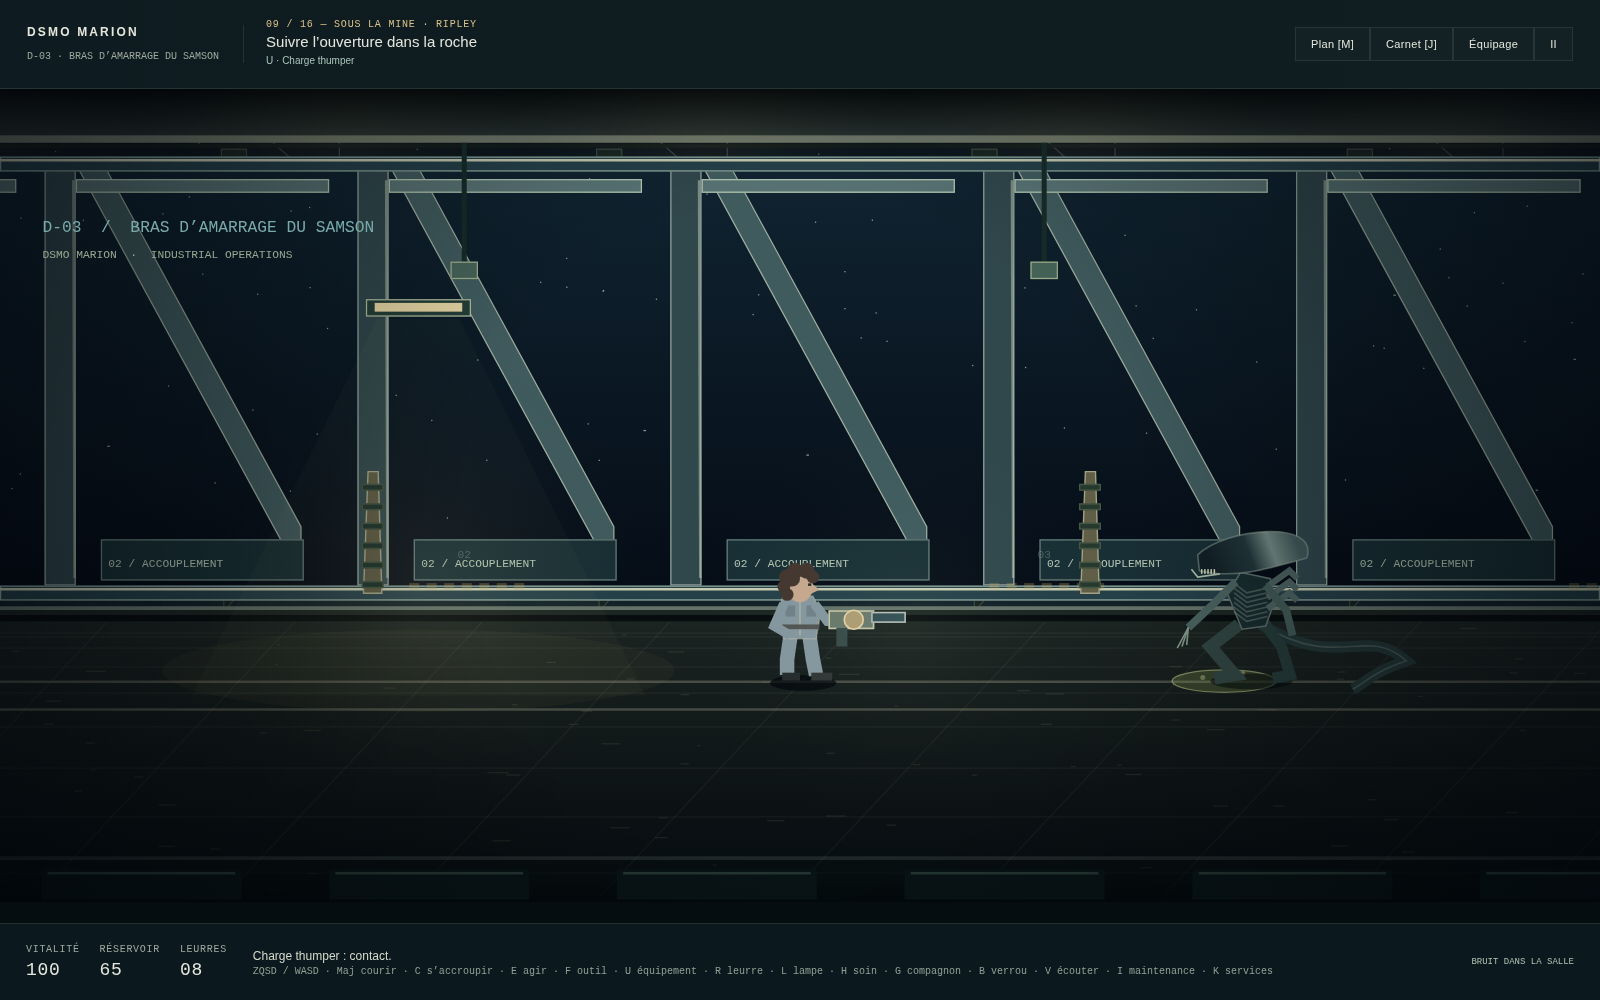 DSMO MARION
D-03 · BRAS D’AMARRAGE DU SAMSON
09 / 16 — SOUS LA MINE · RIPLEY
Suivre l’ouverture dans la roche
U · Charge thumper
Plan [M]
Carnet [J]
Équipage
II
D-03 / BRAS D’AMARRAGE DU SAMSON
DSMO MARION · INDUSTRIAL OPERATIONS
02
03
02 / ACCOUPLEMENT
02 / ACCOUPLEMENT
02 / ACCOUPLEMENT
02 / OUPLEMENT
02 / ACCOUPLEMENT
VITALITÉ
100
RÉSERVOIR
65
LEURRES
08
Charge thumper : contact.
ZQSD / WASD · Maj courir · C s’accroupir · E agir · F outil · U équipement · R leurre · L lampe · H soin · G compagnon · B verrou · V écouter · I maintenance · K services
BRUIT DANS LA SALLE